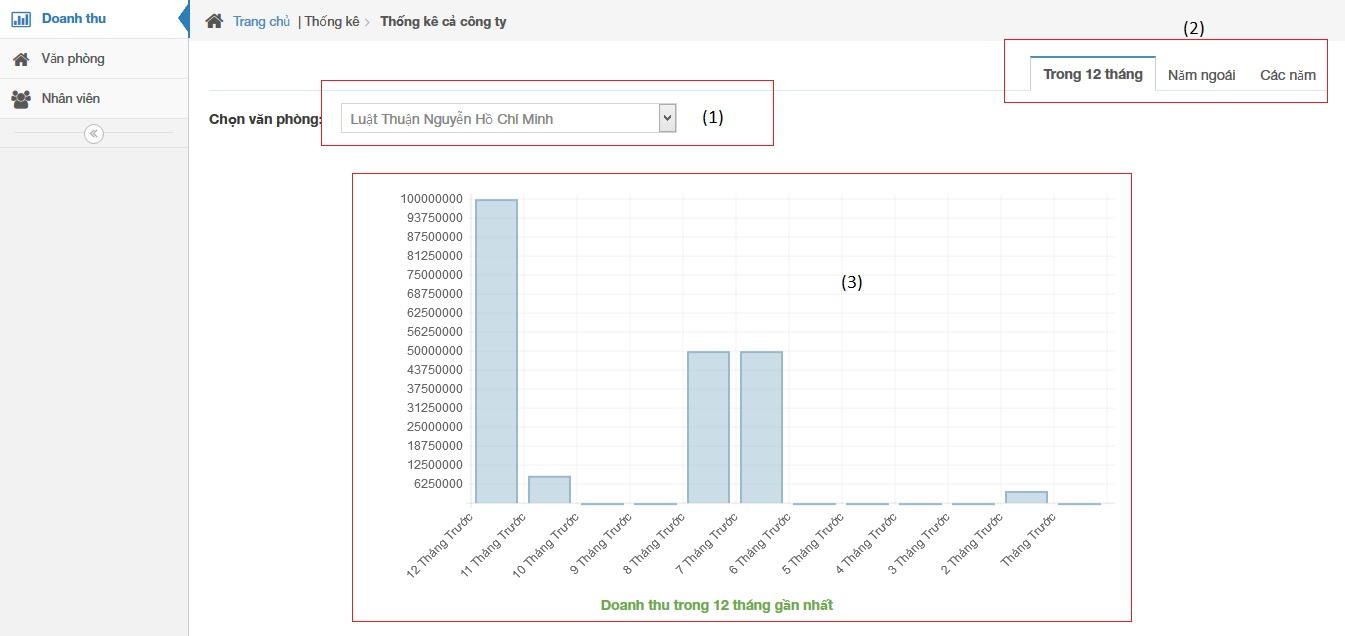 Doanh thu
Văn phòng
Nhân viên
Trang chủ | Thống kê > Thống kê cả công ty
(2)
Trong 12 tháng Năm ngoái Các năm
Chọn văn phòng: Luật Thuận Nguyễn Hồ Chí Minh (1)
(3)
100000000
93750000
87500000
81250000
75000000
68750000
62500000
56250000
50000000
43750000
37500000
31250000
25000000
18750000
12500000
6250000
12 Tháng Trước
11 Tháng Trước
10 Tháng Trước
9 Tháng Trước
8 Tháng Trước
7 Tháng Trước
6 Tháng Trước
5 Tháng Trước
4 Tháng Trước
3 Tháng Trước
2 Tháng Trước
Tháng Trước
Doanh thu trong 12 tháng gần nhất